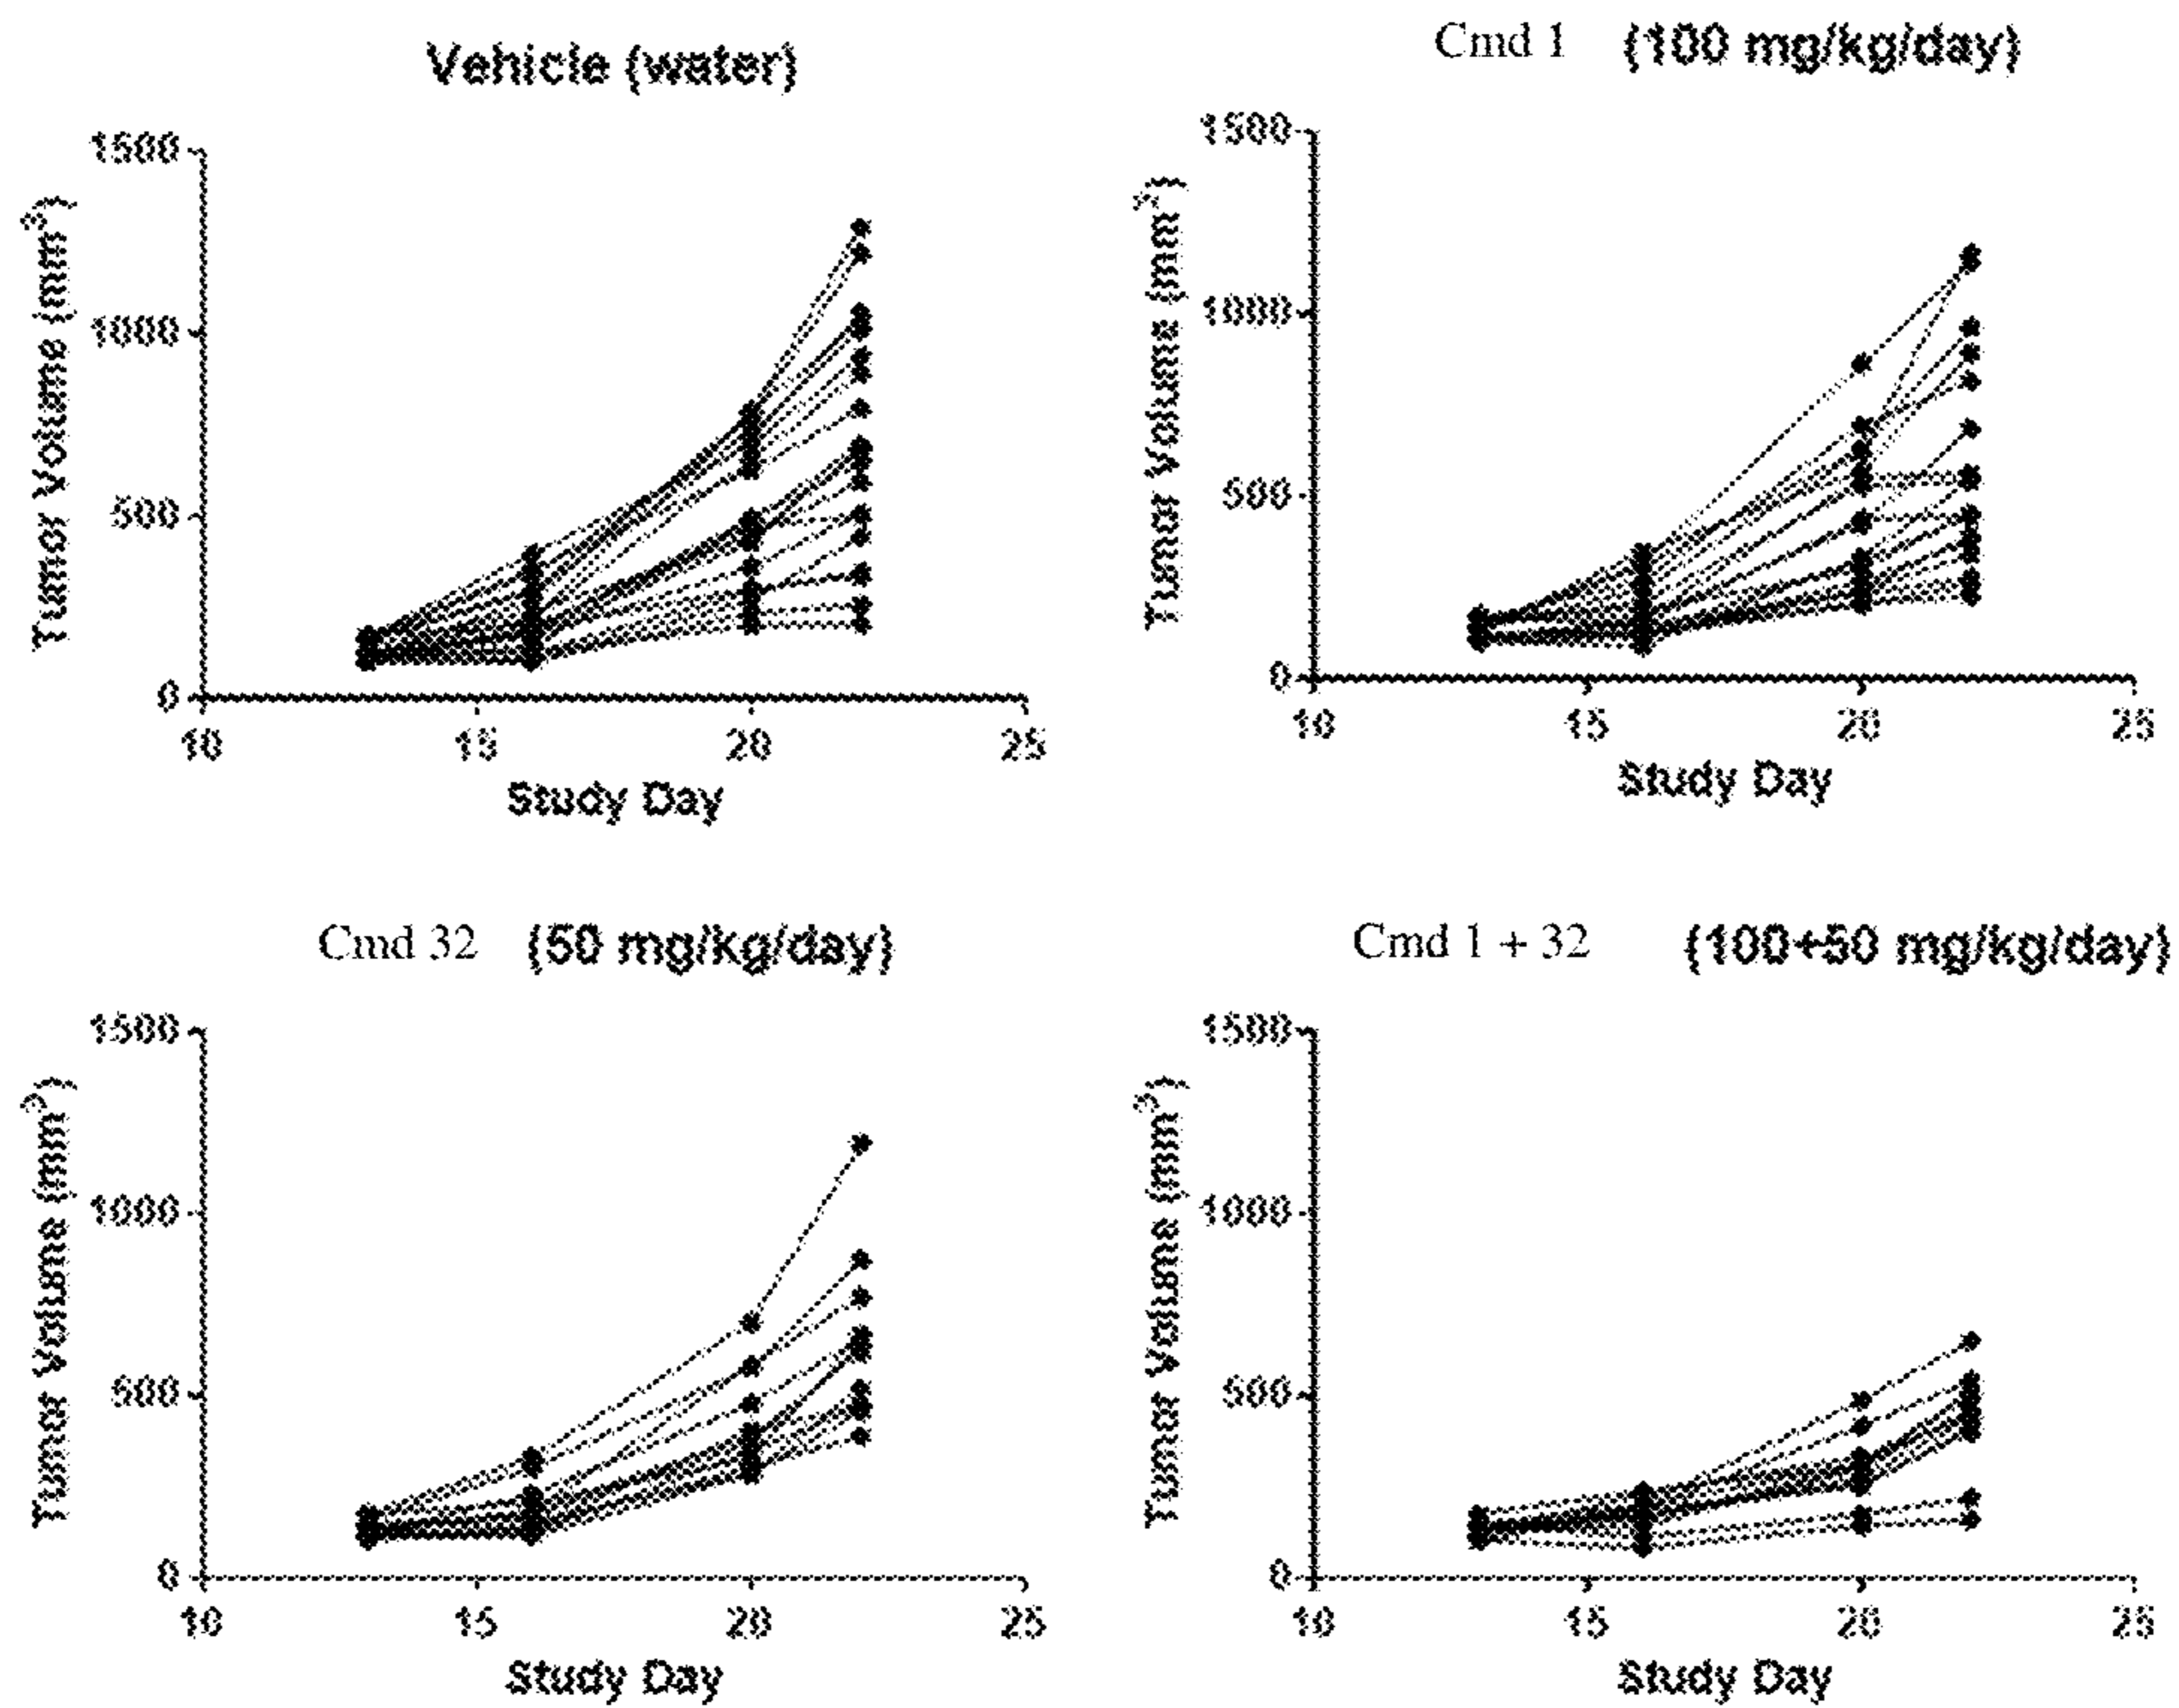 Vehicle (water)
1500
1000
500
0
10 15 20 25
Tumor Volume (mm³)
Study Day
Cmd 1 (100 mg/kg/day)
1500
1000
500
0
10 15 20 25
Tumor Volume (mm³)
Study Day
Cmd 32 (50 mg/kg/day)
1500
1000
500
0
10 15 20 25
Tumor Volume (mm³)
Study Day
Cmd 1 + 32 (100+50 mg/kg/day)
1500
1000
500
0
10 15 20 25
Tumor Volume (mm³)
Study Day